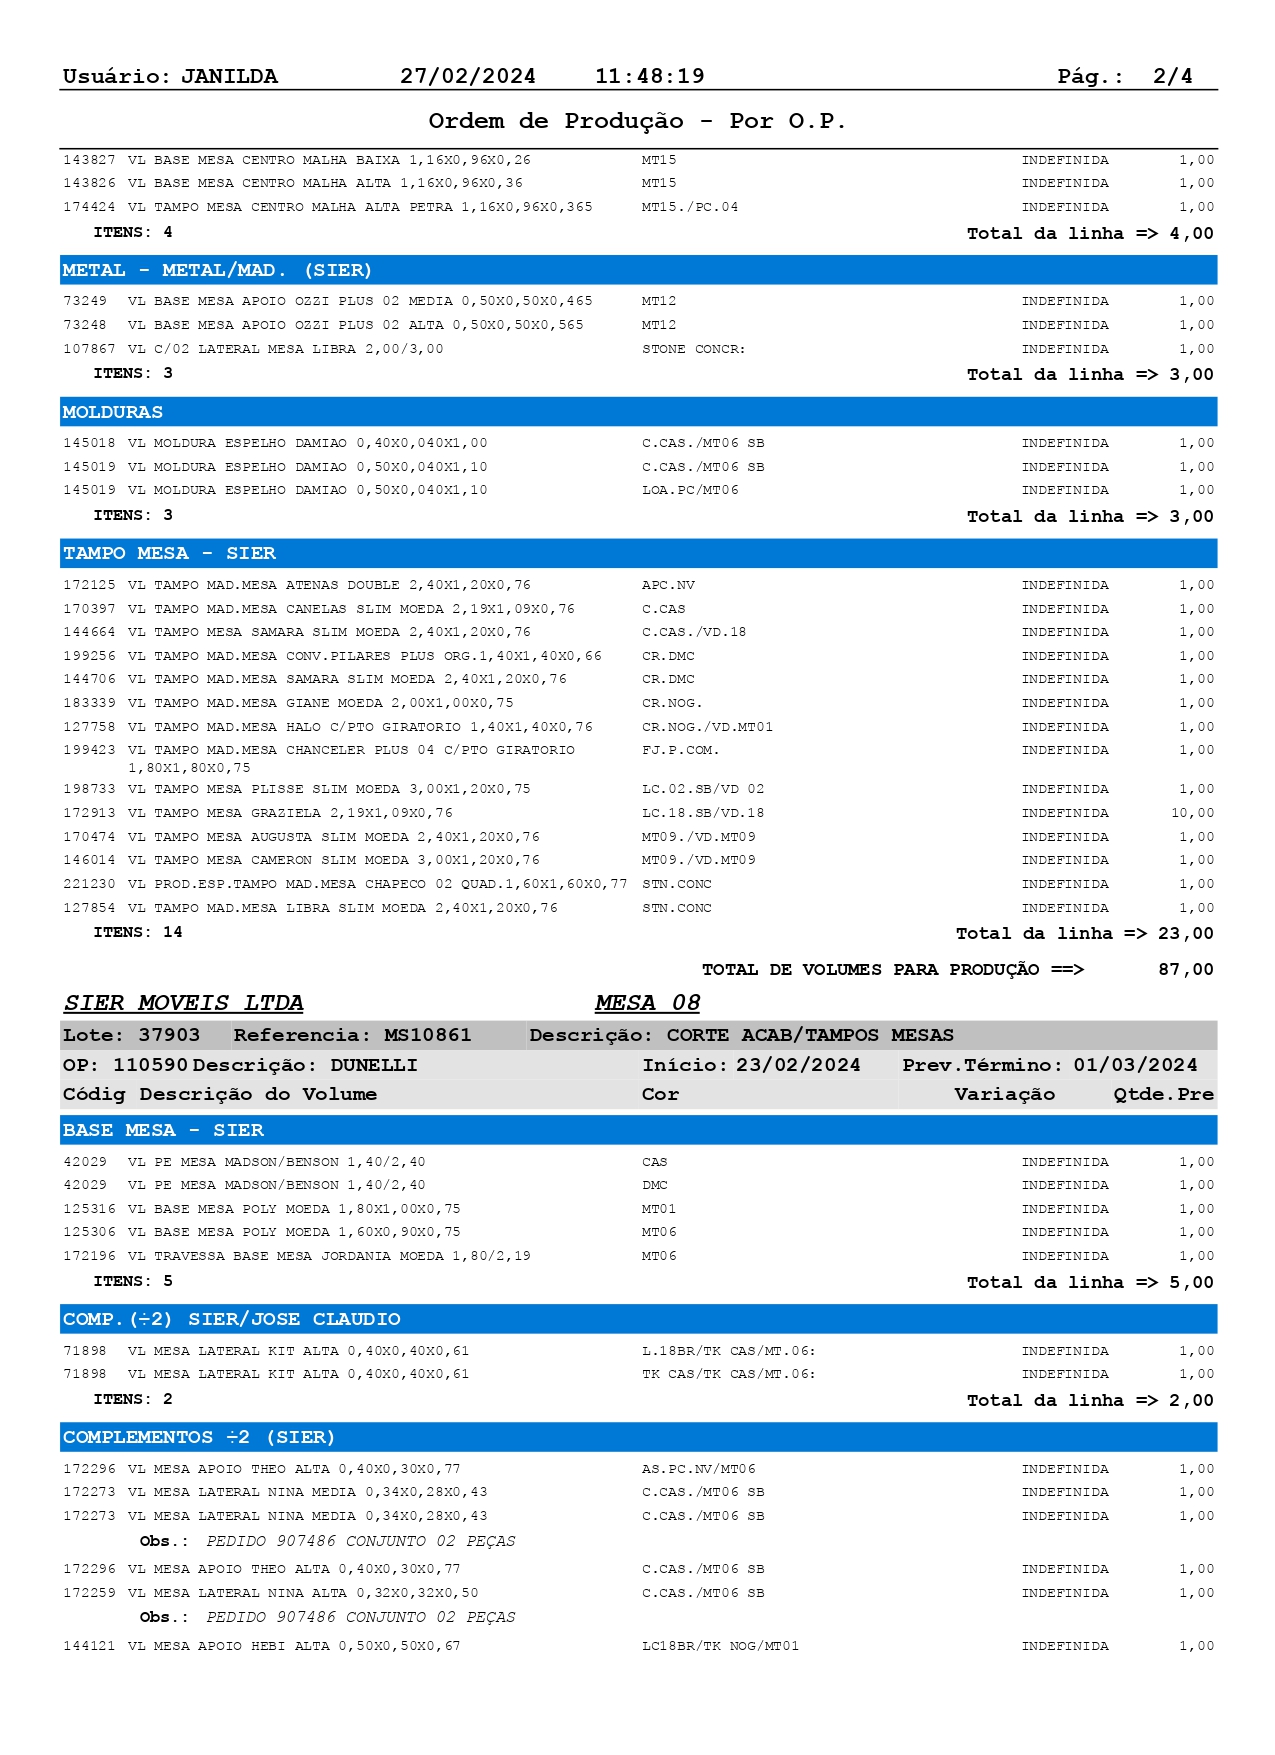 Usuário: JANILDA 27/02/2024 11:48:19 Pág.: 2/4
Ordem de Produção - Por O.P.
143827 VL BASE MESA CENTRO MALHA BAIXA 1,16X0,96X0,26 MT15 INDEFINIDA 1,00
143826 VL BASE MESA CENTRO MALHA ALTA 1,16X0,96X0,36 MT15 INDEFINIDA 1,00
174424 VL TAMPO MESA CENTRO MALHA ALTA PETRA 1,16X0,96X0,365 MT15./PC.04 INDEFINIDA 1,00
ITENS: 4 Total da linha => 4,00
METAL - METAL/MAD. (SIER)
73249 VL BASE MESA APOIO OZZI PLUS 02 MEDIA 0,50X0,50X0,465 MT12 INDEFINIDA 1,00
73248 VL BASE MESA APOIO OZZI PLUS 02 ALTA 0,50X0,50X0,565 MT12 INDEFINIDA 1,00
107867 VL C/02 LATERAL MESA LIBRA 2,00/3,00 STONE CONCR: INDEFINIDA 1,00
ITENS: 3 Total da linha => 3,00
MOLDURAS
145018 VL MOLDURA ESPELHO DAMIAO 0,40X0,040X1,00 C.CAS./MT06 SB INDEFINIDA 1,00
145019 VL MOLDURA ESPELHO DAMIAO 0,50X0,040X1,10 C.CAS./MT06 SB INDEFINIDA 1,00
145019 VL MOLDURA ESPELHO DAMIAO 0,50X0,040X1,10 LOA.PC/MT06 INDEFINIDA 1,00
ITENS: 3 Total da linha => 3,00
TAMPO MESA - SIER
172125 VL TAMPO MAD.MESA ATENAS DOUBLE 2,40X1,20X0,76 APC.NV INDEFINIDA 1,00
170397 VL TAMPO MAD.MESA CANELAS SLIM MOEDA 2,19X1,09X0,76 C.CAS INDEFINIDA 1,00
144664 VL TAMPO MESA SAMARA SLIM MOEDA 2,40X1,20X0,76 C.CAS./VD.18 INDEFINIDA 1,00
199256 VL TAMPO MAD.MESA CONV.PILARES PLUS ORG.1,40X1,40X0,66 CR.DMC INDEFINIDA 1,00
144706 VL TAMPO MAD.MESA SAMARA SLIM MOEDA 2,40X1,20X0,76 CR.DMC INDEFINIDA 1,00
183339 VL TAMPO MAD.MESA GIANE MOEDA 2,00X1,00X0,75 CR.NOG. INDEFINIDA 1,00
127758 VL TAMPO MAD.MESA HALO C/PTO GIRATORIO 1,40X1,40X0,76 CR.NOG./VD.MT01 INDEFINIDA 1,00
199423 VL TAMPO MAD.MESA CHANCELER PLUS 04 C/PTO GIRATORIO FJ.P.COM. INDEFINIDA 1,00
1,80X1,80X0,75
198733 VL TAMPO MESA PLISSE SLIM MOEDA 3,00X1,20X0,75 LC.02.SB/VD 02 INDEFINIDA 1,00
172913 VL TAMPO MESA GRAZIELA 2,19X1,09X0,76 LC.18.SB/VD.18 INDEFINIDA 10,00
170474 VL TAMPO MESA AUGUSTA SLIM MOEDA 2,40X1,20X0,76 MT09./VD.MT09 INDEFINIDA 1,00
146014 VL TAMPO MESA CAMERON SLIM MOEDA 3,00X1,20X0,76 MT09./VD.MT09 INDEFINIDA 1,00
221230 VL PROD.ESP.TAMPO MAD.MESA CHAPECO 02 QUAD.1,60X1,60X0,77 STN.CONC INDEFINIDA 1,00
127854 VL TAMPO MAD.MESA LIBRA SLIM MOEDA 2,40X1,20X0,76 STN.CONC INDEFINIDA 1,00
ITENS: 14 Total da linha => 23,00
TOTAL DE VOLUMES PARA PRODUÇÃO ==> 87,00
SIER MOVEIS LTDA MESA 08
Lote: 37903 Referencia: MS10861 Descrição: CORTE ACAB/TAMPOS MESAS
OP: 110590 Descrição: DUNELLI Início: 23/02/2024 Prev.Término: 01/03/2024
Códig Descrição do Volume Cor Variação Qtde.Pre
BASE MESA - SIER
42029 VL PE MESA MADSON/BENSON 1,40/2,40 CAS INDEFINIDA 1,00
42029 VL PE MESA MADSON/BENSON 1,40/2,40 DMC INDEFINIDA 1,00
125316 VL BASE MESA POLY MOEDA 1,80X1,00X0,75 MT01 INDEFINIDA 1,00
125306 VL BASE MESA POLY MOEDA 1,60X0,90X0,75 MT06 INDEFINIDA 1,00
172196 VL TRAVESSA BASE MESA JORDANIA MOEDA 1,80/2,19 MT06 INDEFINIDA 1,00
ITENS: 5 Total da linha => 5,00
COMP.(÷2) SIER/JOSE CLAUDIO
71898 VL MESA LATERAL KIT ALTA 0,40X0,40X0,61 L.18BR/TK CAS/MT.06: INDEFINIDA 1,00
71898 VL MESA LATERAL KIT ALTA 0,40X0,40X0,61 TK CAS/TK CAS/MT.06: INDEFINIDA 1,00
ITENS: 2 Total da linha => 2,00
COMPLEMENTOS ÷2 (SIER)
172296 VL MESA APOIO THEO ALTA 0,40X0,30X0,77 AS.PC.NV/MT06 INDEFINIDA 1,00
172273 VL MESA LATERAL NINA MEDIA 0,34X0,28X0,43 C.CAS./MT06 SB INDEFINIDA 1,00
172273 VL MESA LATERAL NINA MEDIA 0,34X0,28X0,43 C.CAS./MT06 SB INDEFINIDA 1,00
Obs.: PEDIDO 907486 CONJUNTO 02 PEÇAS
172296 VL MESA APOIO THEO ALTA 0,40X0,30X0,77 C.CAS./MT06 SB INDEFINIDA 1,00
172259 VL MESA LATERAL NINA ALTA 0,32X0,32X0,50 C.CAS./MT06 SB INDEFINIDA 1,00
Obs.: PEDIDO 907486 CONJUNTO 02 PEÇAS
144121 VL MESA APOIO HEBI ALTA 0,50X0,50X0,67 LC18BR/TK NOG/MT01 INDEFINIDA 1,00